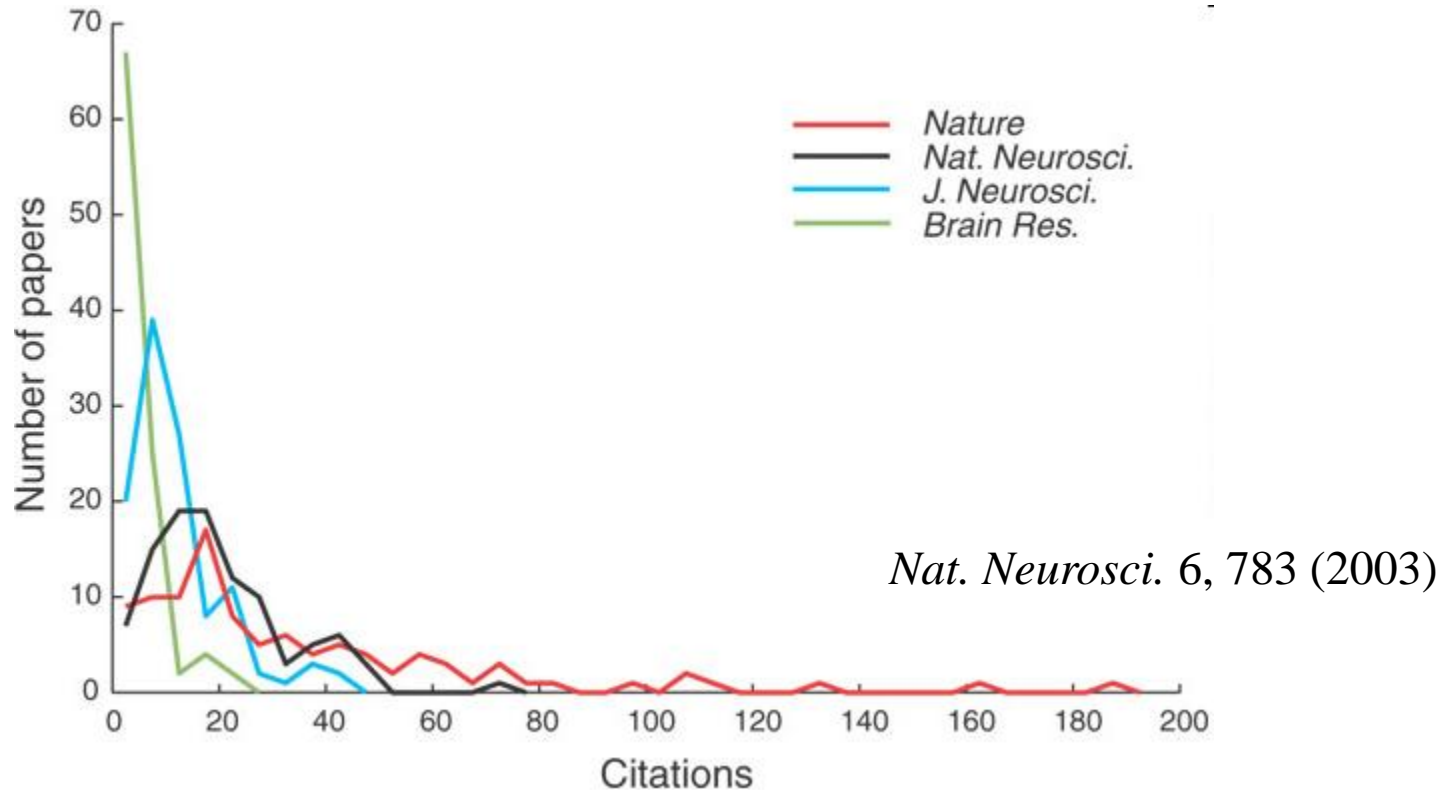 70
60
50
40
30
20
10
0
Number of papers
Nature
Nat. Neurosci.
J. Neurosci.
Brain Res.
Nat. Neurosci. 6, 783 (2003)
0 20 40 60 80 100 120 140 160 180 200
Citations